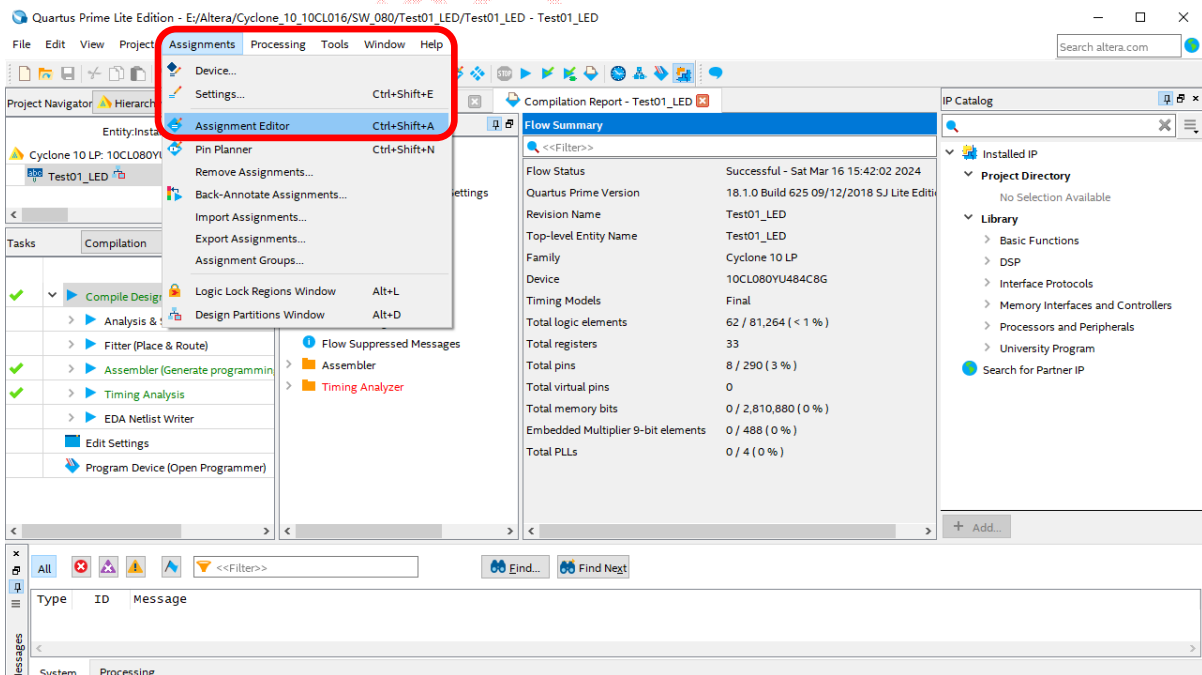 Quartus Prime Lite Edition - E:/Altera/Cyclone_10_10CL016/SW_080/Test01_LED/Test01_LED - Test01_LED
File Edit View Project Assignments Processing Tools Window Help
Search altera.com
Device...
Settings... Ctrl+Shift+E
Assignment Editor Ctrl+Shift+A
Pin Planner Ctrl+Shift+N
Remove Assignments...
Back-Annotate Assignments...
Import Assignments...
Export Assignments...
Assignment Groups...
Logic Lock Regions Window Alt+L
Design Partitions Window Alt+D
Project Navigator Hierarch
Entity:Insta
Cyclone 10 LP: 10CL080Y
Test01_LED
Tasks Compilation
Compile Design
Analysis &
Fitter (Place & Route)
Assembler (Generate programmin
Timing Analysis
EDA Netlist Writer
Edit Settings
Program Device (Open Programmer)
Compilation Report - Test01_LED
ettings
Flow Suppressed Messages
Assembler
Timing Analyzer
Flow Summary
<<Filter>>
Flow Status Successful - Sat Mar 16 15:42:02 2024
Quartus Prime Version 18.1.0 Build 625 09/12/2018 SJ Lite Editi
Revision Name Test01_LED
Top-level Entity Name Test01_LED
Family Cyclone 10 LP
Device 10CL080YU484C8G
Timing Models Final
Total logic elements 62 / 81,264 ( < 1 % )
Total registers 33
Total pins 8 / 290 ( 3 % )
Total virtual pins 0
Total memory bits 0 / 2,810,880 ( 0 % )
Embedded Multiplier 9-bit elements 0 / 488 ( 0 % )
Total PLLs 0 / 4 ( 0 % )
IP Catalog
Installed IP
Project Directory
No Selection Available
Library
Basic Functions
DSP
Interface Protocols
Memory Interfaces and Controllers
Processors and Peripherals
University Program
Search for Partner IP
+ Add...
All <<Filter>> Find... Find Next
Type ID Message
System Processing